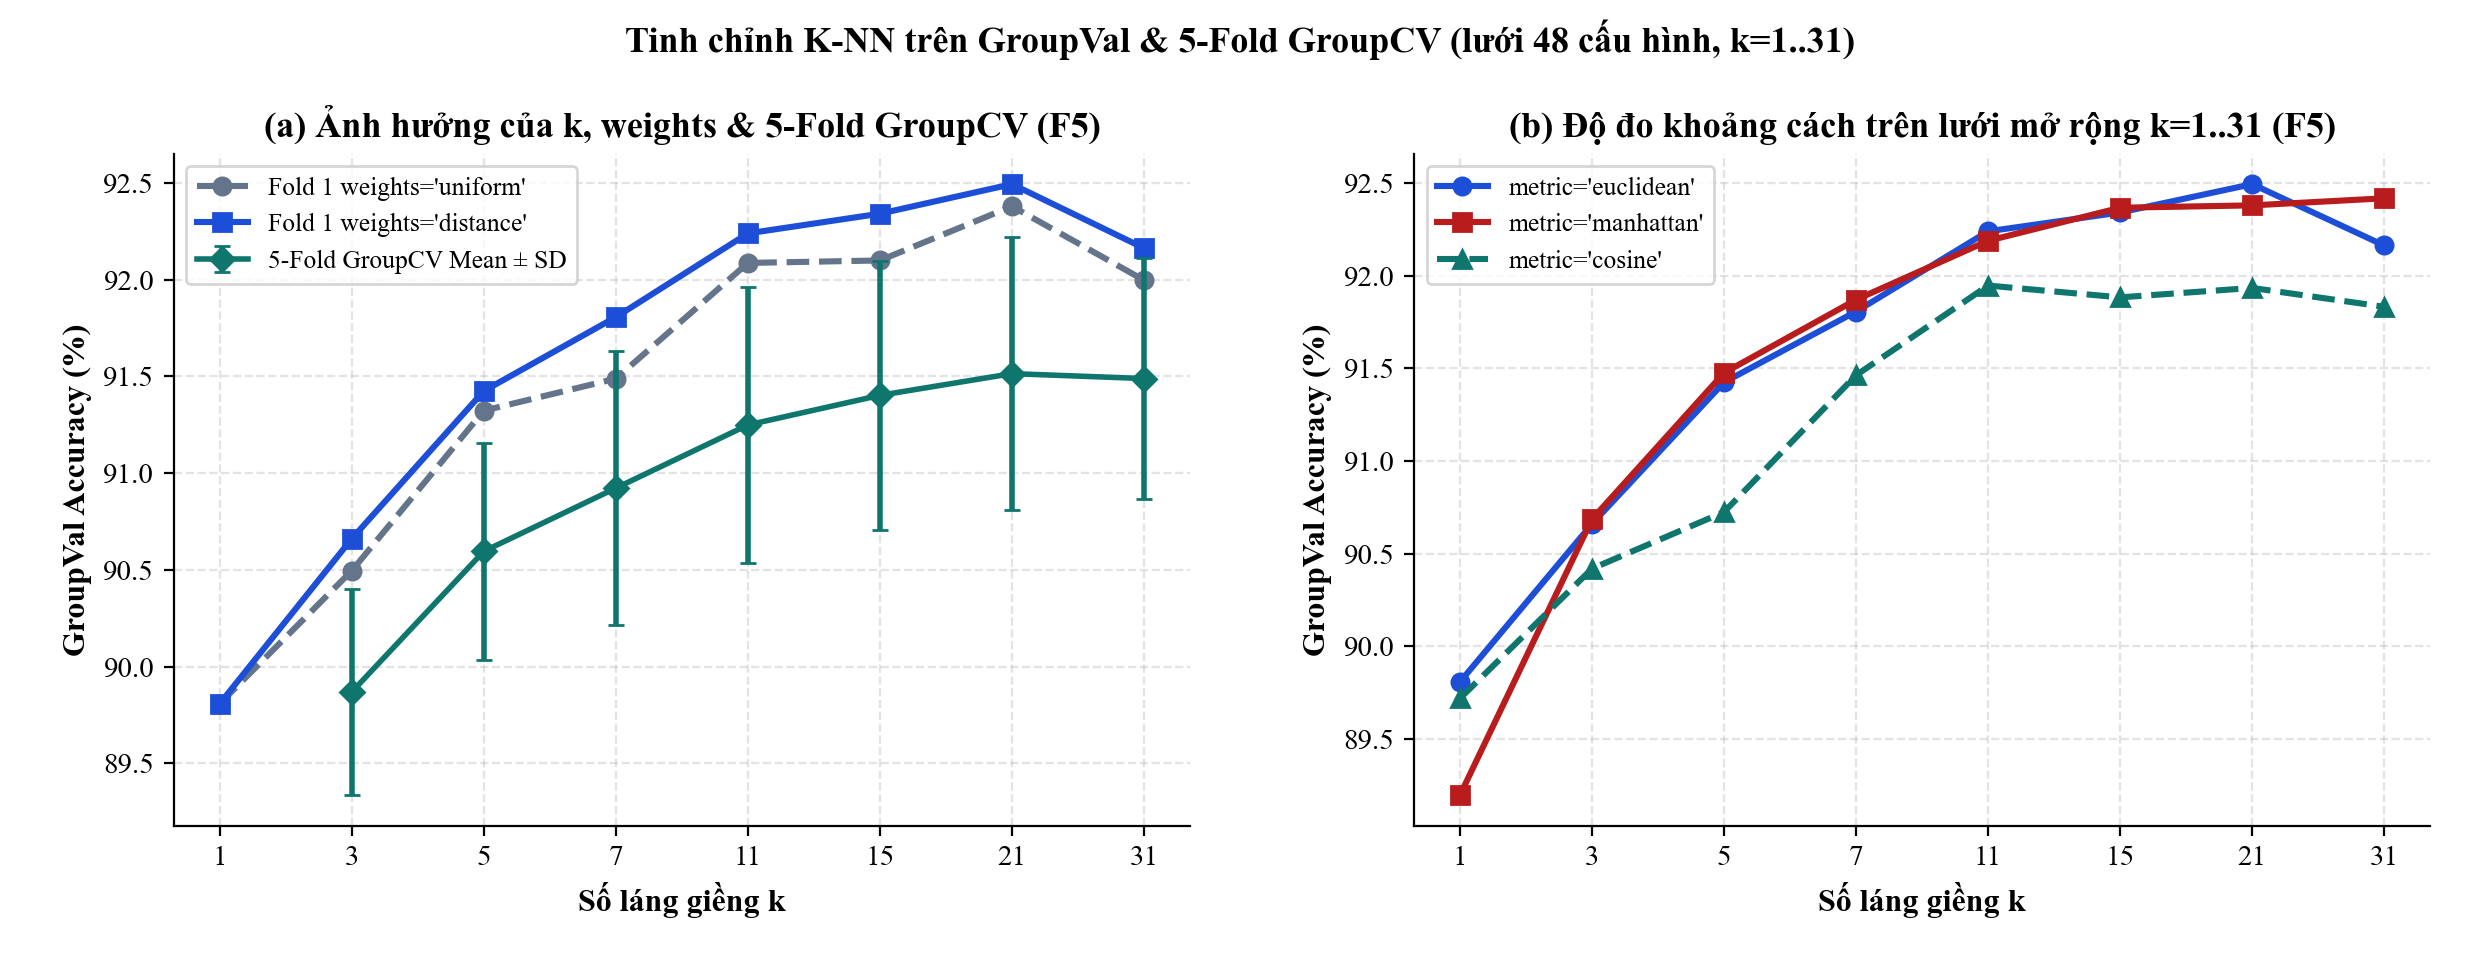 Tinh chỉnh K-NN trên GroupVal & 5-Fold GroupCV (lưới 48 cấu hình, k=1..31)
(a) Ảnh hưởng của k, weights & 5-Fold GroupCV (F5)
Fold 1 weights='uniform'
Fold 1 weights='distance'
5-Fold GroupCV Mean ± SD
GroupVal Accuracy (%)
92.5
92.0
91.5
91.0
90.5
90.0
89.5
1 3 5 7 11 15 21 31
Số láng giềng k
(b) Độ đo khoảng cách trên lưới mở rộng k=1..31 (F5)
metric='euclidean'
metric='manhattan'
metric='cosine'
GroupVal Accuracy (%)
92.5
92.0
91.5
91.0
90.5
90.0
89.5
1 3 5 7 11 15 21 31
Số láng giềng k